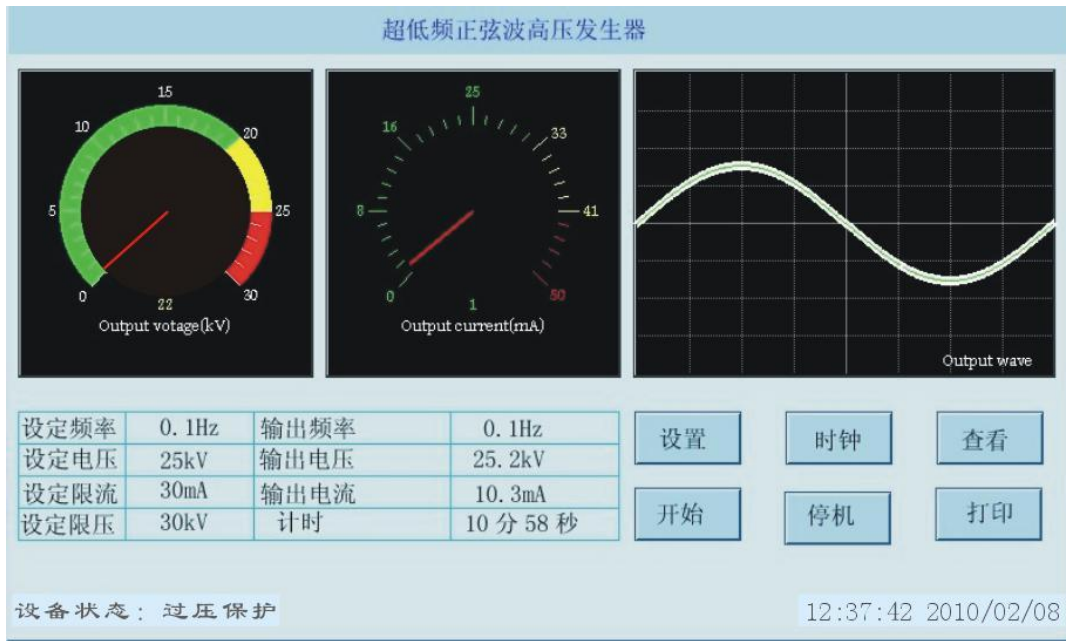 超低频正弦波高压发生器
15
10
20
5
25
0
30
22
Output votage(kV)
25
16
33
8
41
0
50
1
Output current(mA)
Output wave
设定频率 0.1Hz 输出频率 0.1Hz
设定电压 25kV 输出电压 25.2kV
设定限流 30mA 输出电流 10.3mA
设定限压 30kV 计时 10分58秒
设置 时钟 查看
开始 停机 打印
设备状态：过压保护
12:37:42 2010/02/08